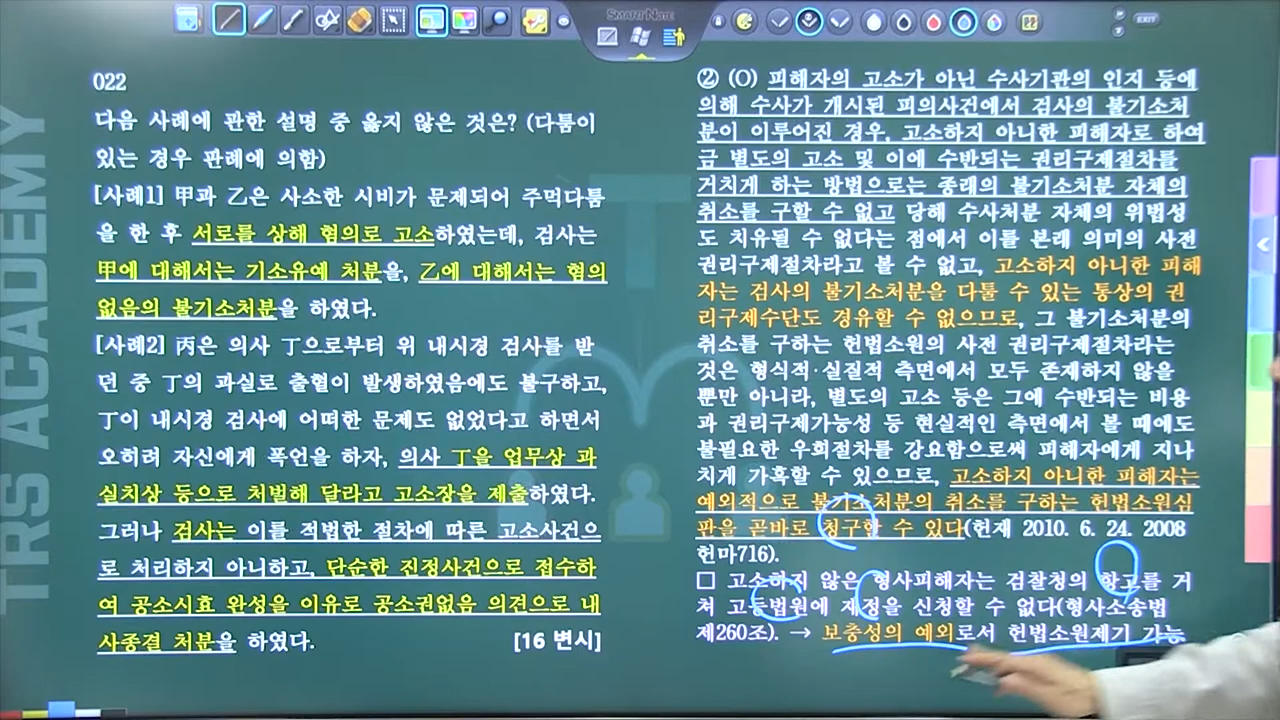 SMART NOTE
EXIT
TRS ACADEMY
022
다음 사례에 관한 설명 중 옳지 않은 것은? (다툼이
있는 경우 판례에 의함)
[사례1] 甲과 乙은 사소한 시비가 문제되어 주먹다툼
을 한 후 서로를 상해 혐의로 고소하였는데, 검사는
甲에 대해서는 기소유예 처분을, 乙에 대해서는 혐의
없음의 불기소처분을 하였다.
[사례2] 丙은 의사 丁으로부터 위 내시경 검사를 받
던 중 丁의 과실로 출혈이 발생하였음에도 불구하고,
丁이 내시경 검사에 어떠한 문제도 없었다고 하면서
오히려 자신에게 폭언을 하자, 의사 丁을 업무상 과
실치상 등으로 처벌해 달라고 고소장을 제출하였다.
그러나 검사는 이를 적법한 절차에 따른 고소사건으
로 처리하지 아니하고, 단순한 진정사건으로 접수하
여 공소시효 완성을 이유로 공소권없음 의견으로 내
사종결 처분을 하였다. [16 변시]
② (O) 피해자의 고소가 아닌 수사기관의 인지 등에
의해 수사가 개시된 피의사건에서 검사의 불기소처
분이 이루어진 경우, 고소하지 아니한 피해자로 하여
금 별도의 고소 및 이에 수반되는 권리구제절차를
거치게 하는 방법으로는 종래의 불기소처분 자체의
취소를 구할 수 없고 당해 수사처분 자체의 위법성
도 치유될 수 없다는 점에서 이를 본래 의미의 사전
권리구제절차라고 볼 수 없고, 고소하지 아니한 피해
자는 검사의 불기소처분을 다툴 수 있는 통상의 권
리구제수단도 경유할 수 없으므로, 그 불기소처분의
취소를 구하는 헌법소원의 사전 권리구제절차라는
것은 형식적·실질적 측면에서 모두 존재하지 않을
뿐만 아니라, 별도의 고소 등은 그에 수반되는 비용
과 권리구제가능성 등 현실적인 측면에서 볼 때에도
불필요한 우회절차를 강요함으로써 피해자에게 지나
치게 가혹할 수 있으므로, 고소하지 아니한 피해자는
예외적으로 불기소처분의 취소를 구하는 헌법소원심
판을 곧바로 청구할 수 있다(헌재 2010. 6. 24. 2008
헌마716).
□ 고소하지 않은 형사피해자는 검찰청의 항고를 거
쳐 고등법원에 재정을 신청할 수 없다(형사소송법
제260조). → 보충성의 예외로서 헌법소원제기 가능